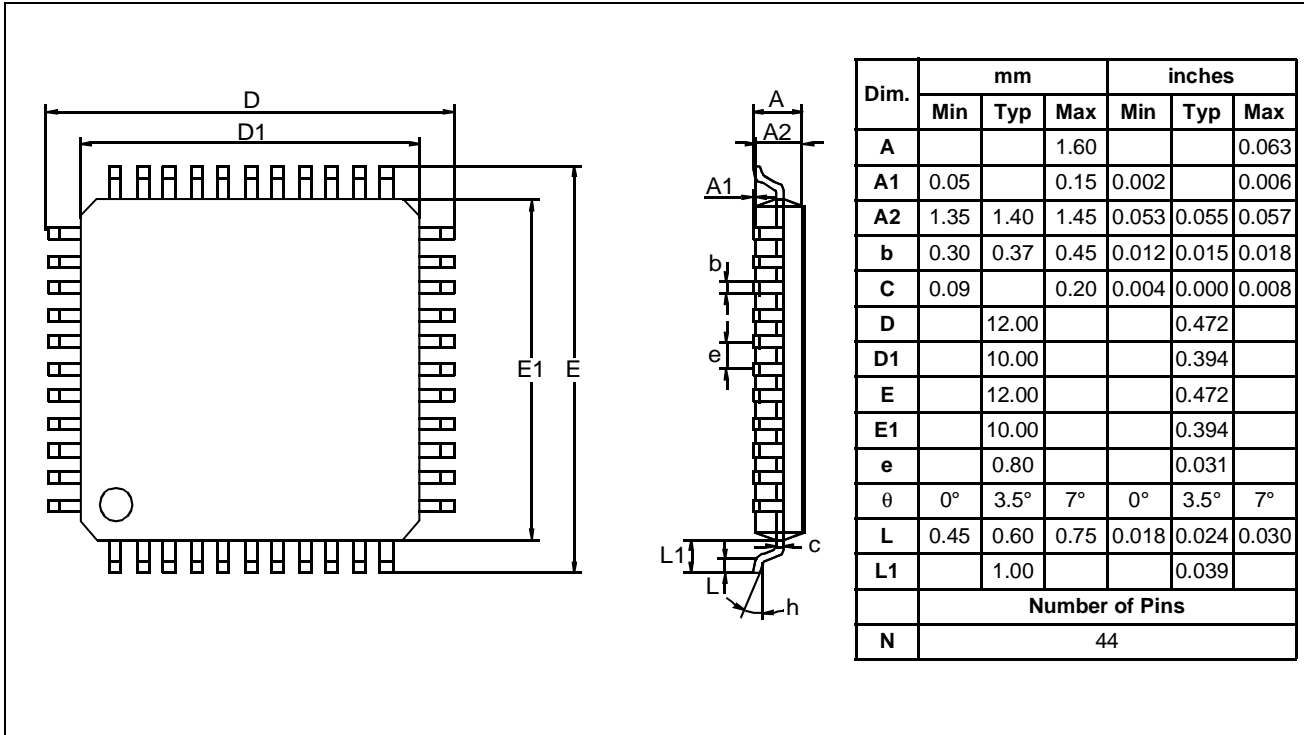 D
D1
E1 E
A
A2
A1
b
e
c
L1
L
h
Dim. mm inches
Min Typ Max Min Typ Max
A 1.60 0.063
A1 0.05 0.15 0.002 0.006
A2 1.35 1.40 1.45 0.053 0.055 0.057
b 0.30 0.37 0.45 0.012 0.015 0.018
C 0.09 0.20 0.004 0.000 0.008
D 12.00 0.472
D1 10.00 0.394
E 12.00 0.472
E1 10.00 0.394
e 0.80 0.031
θ 0° 3.5° 7° 0° 3.5° 7°
L 0.45 0.60 0.75 0.018 0.024 0.030
L1 1.00 0.039
Number of Pins
N 44